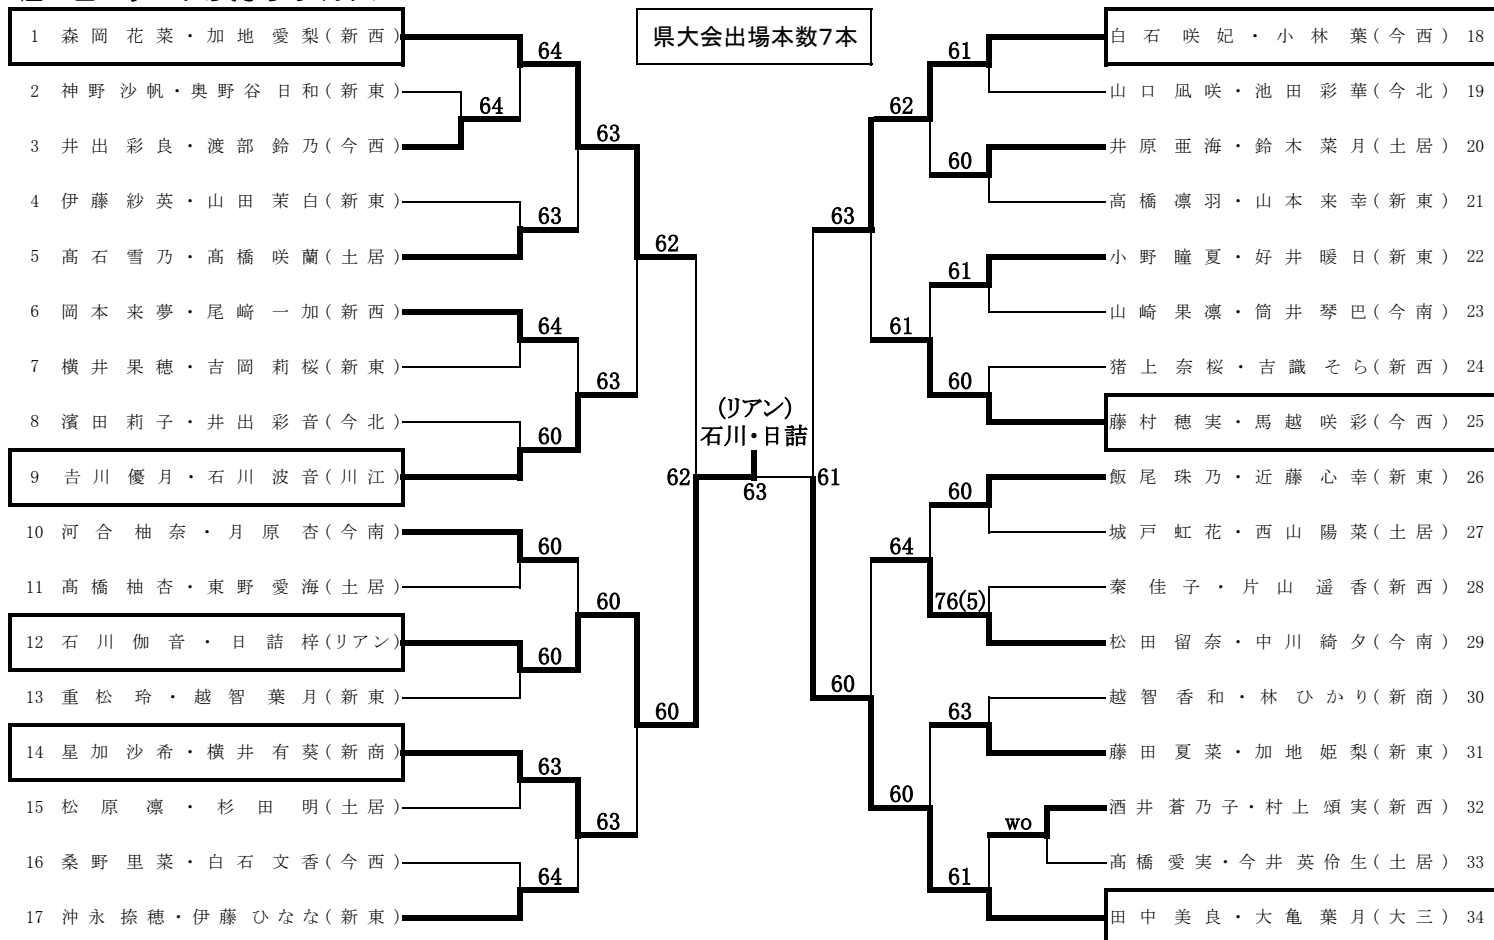 県大会出場本数7本
1 森岡花菜・加地愛梨(新西)
2 神野沙帆・奥野谷日和(新東)
3 井出彩良・渡部鈴乃(今西)
4 伊藤紗英・山田茉白(新東)
5 髙石雪乃・髙橋咲蘭(土居)
6 岡本来夢・尾﨑一加(新西)
7 横井果穂・吉岡莉桜(新東)
8 濱田莉子・井出彩音(今北)
9 𠮷川優月・石川波音(川江)
10 河合柚奈・月原杏(今南)
11 髙橋柚杏・東野愛海(土居)
12 石川伽音・日詰梓(リアン)
13 重松玲・越智葉月(新東)
14 星加沙希・横井有葵(新商)
15 松原凛・杉田明(土居)
16 桑野里菜・白石文香(今西)
17 沖永捺穂・伊藤ひなな(新東)
64
64
63
63
62
64
63
60
62
60
60
60
60
63
63
64
(リアン)
石川・日詰
63
61
61
62
60
63
61
61
60
60
64
76(5)
60
63
60
wo
61
白石咲妃・小林葉(今西) 18
山口凪咲・池田彩華(今北) 19
井原亜海・鈴木菜月(土居) 20
高橋凛羽・山本来幸(新東) 21
小野瞳夏・好井暖日(新東) 22
山崎果凛・筒井琴巴(今南) 23
猪上奈桜・吉識そら(新西) 24
藤村穂実・馬越咲彩(今西) 25
飯尾珠乃・近藤心幸(新東) 26
城戸虹花・西山陽菜(土居) 27
秦佳子・片山遥香(新西) 28
松田留奈・中川綺夕(今南) 29
越智香和・林ひかり(新商) 30
藤田夏菜・加地姫梨(新東) 31
酒井蒼乃子・村上頌実(新西) 32
髙橋愛実・今井英伶生(土居) 33
田中美良・大亀葉月(大三) 34